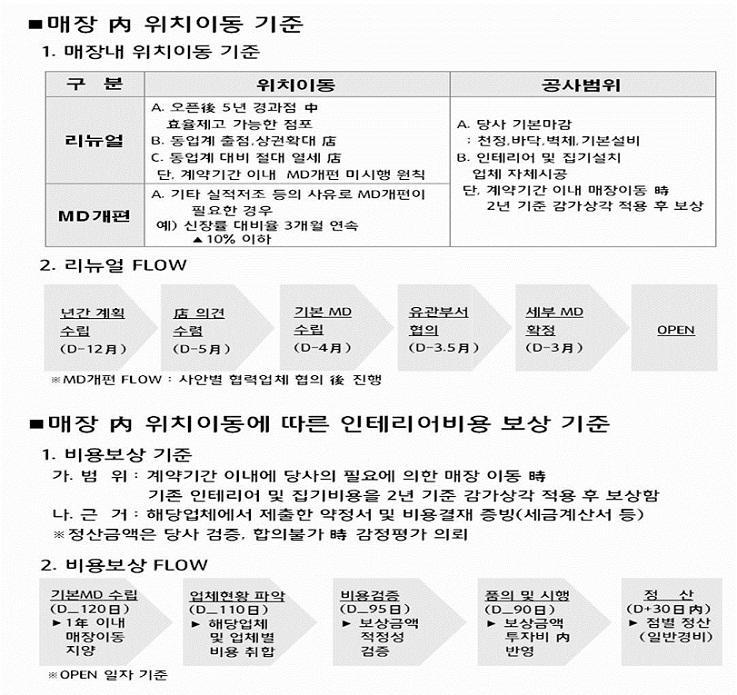 ■매장 內 위치이동 기준
1. 매장내 위치이동 기준
구 분
위치이동
공사범위
리뉴얼
A. 오픈後 5년 경과점 中
효율제고 가능한 점포
B. 동업계 출점,상권확대 店
C. 동업계 대비 절대 열세 店
단, 계약기간 이내 MD개편 미시행 원칙
A. 당사 기본마감
: 천정,바닥,벽체,기본설비
B. 인테리어 및 집기설치
업체 자체시공
단, 계약기간 이내 매장이동 時
2년 기준 감가상각 적용 후 보상
MD개편
A. 기타 실적저조 등의 사유로 MD개편이
필요한 경우
예) 신장률 대비율 3개월 연속
▲10% 이하
2. 리뉴얼 FLOW
년간 계획
수립
(D-12月)
店 의견
수렴
(D-5月)
기본 MD
수립
(D-4月)
유관부서
협의
(D-3.5月)
세부 MD
확정
(D-3月)
OPEN
※MD개편 FLOW : 사안별 협력업체 협의 後 진행
■매장 內 위치이동에 따른 인테리어비용 보상 기준
1. 비용보상 기준
가. 범 위 : 계약기간 이내에 당사의 필요에 의한 매장 이동 時
기존 인테리어 및 집기비용을 2년 기준 감가상각 적용 후 보상함
나. 근 거 : 해당업체에서 제출한 약정서 및 비용결재 증빙(세금계산서 등)
※정산금액은 당사 검증, 합의불가 時 감정평가 의뢰
2. 비용보상 FLOW
기본MD 수립
(D_120日)
▶ 1年 이내
매장이동
지양
업체현황 파악
(D_110日)
▶ 해당업체
및 업체별
비용 취합
비용검증
(D_95日)
▶ 보상금액
적정성
검증
품의 및 시행
(D_90日)
▶ 보상금액
투자비 內
반영
정 산
(D+30日內)
▶ 점별 정산
(일반경비)
※OPEN 일자 기준